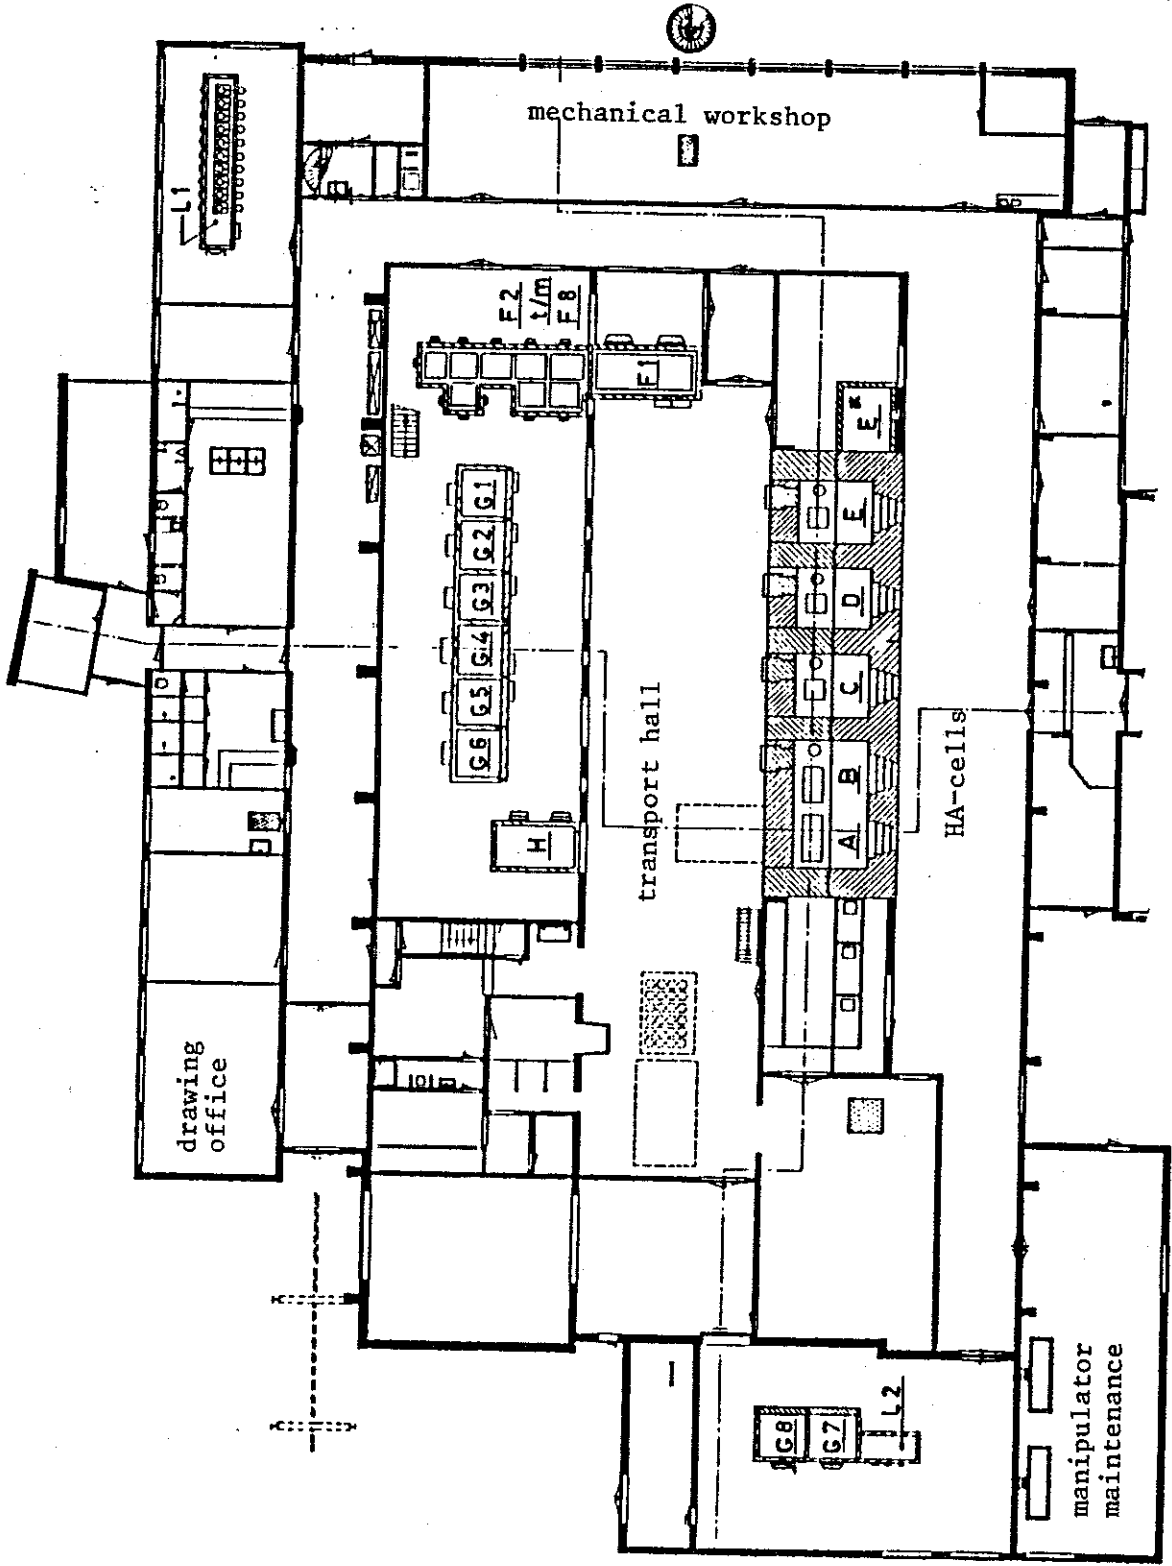 mechanical workshop
L1
F2
t/m
F8
F1
E*
G1
G2
G3
G4
G5
G6
E
D
C
B
A
H
transport hall
HA-cells
drawing
office
I
G8
G7
L2
manipulator
maintenance